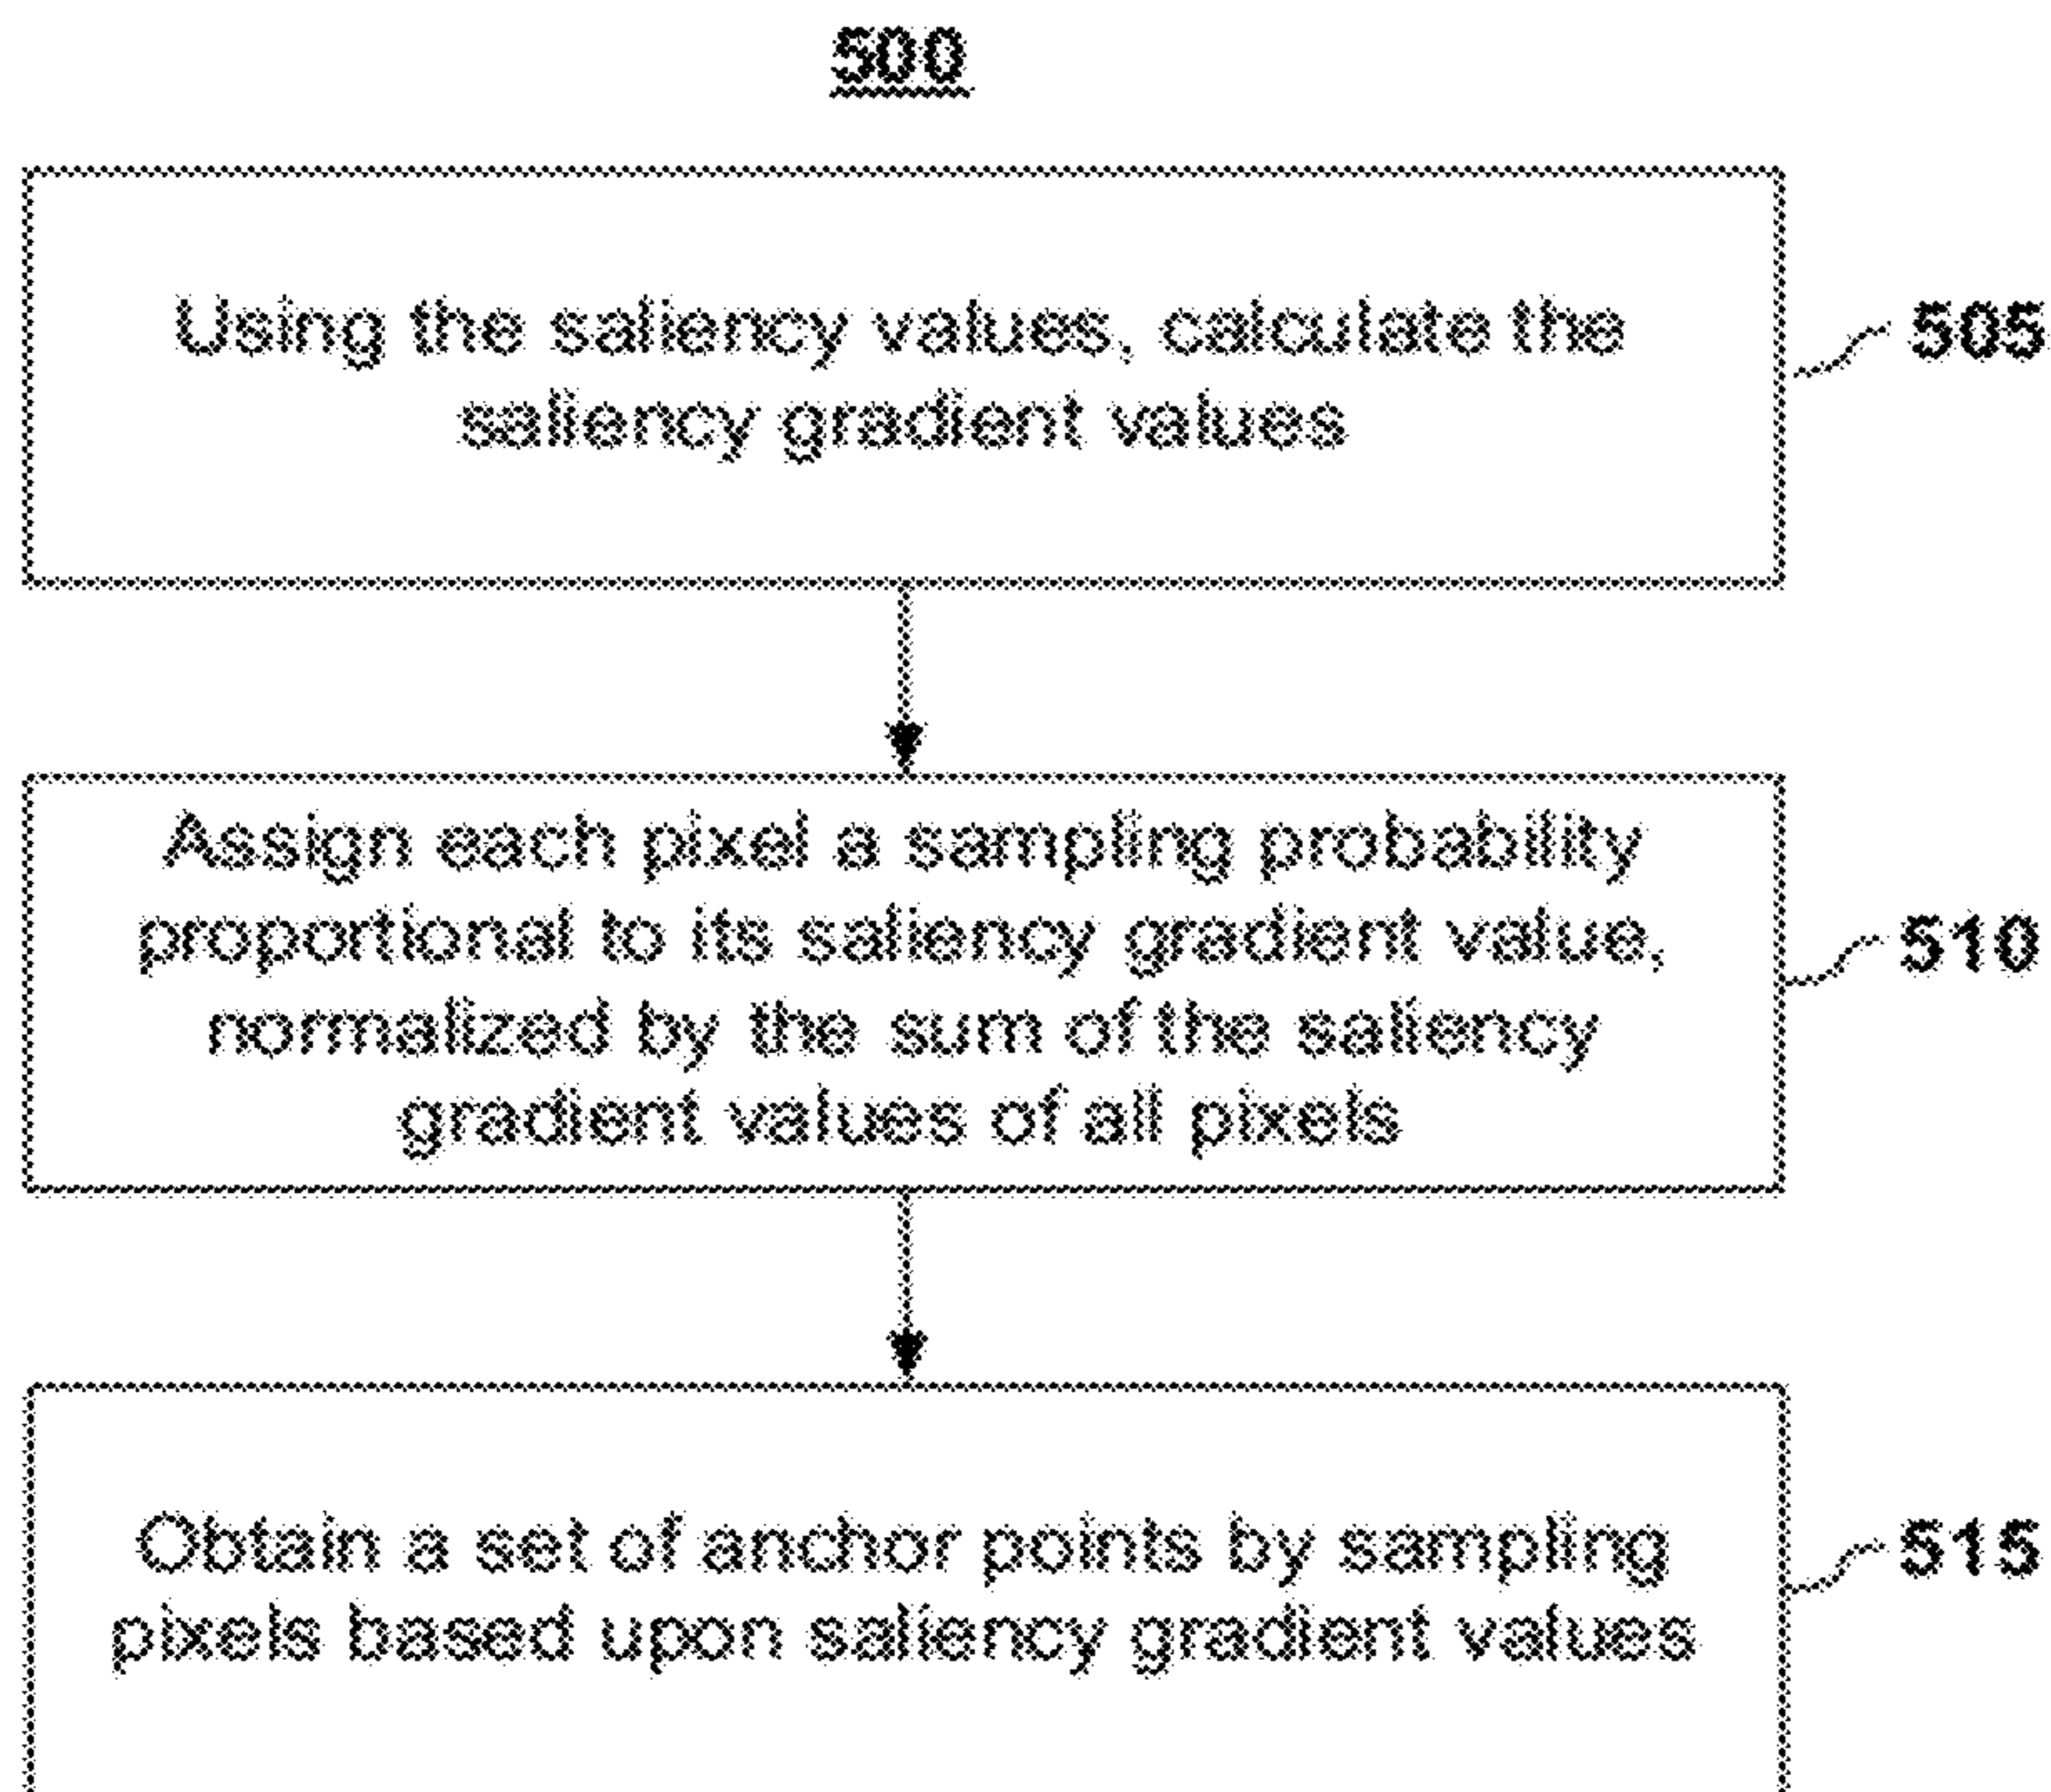 500
Using the saliency values, calculate the
saliency gradient values
505
Assign each pixel a sampling probability
proportional to its saliency gradient value,
normalized by the sum of the saliency
gradient values of all pixels
510
Obtain a set of anchor points by sampling
pixels based upon saliency gradient values
515